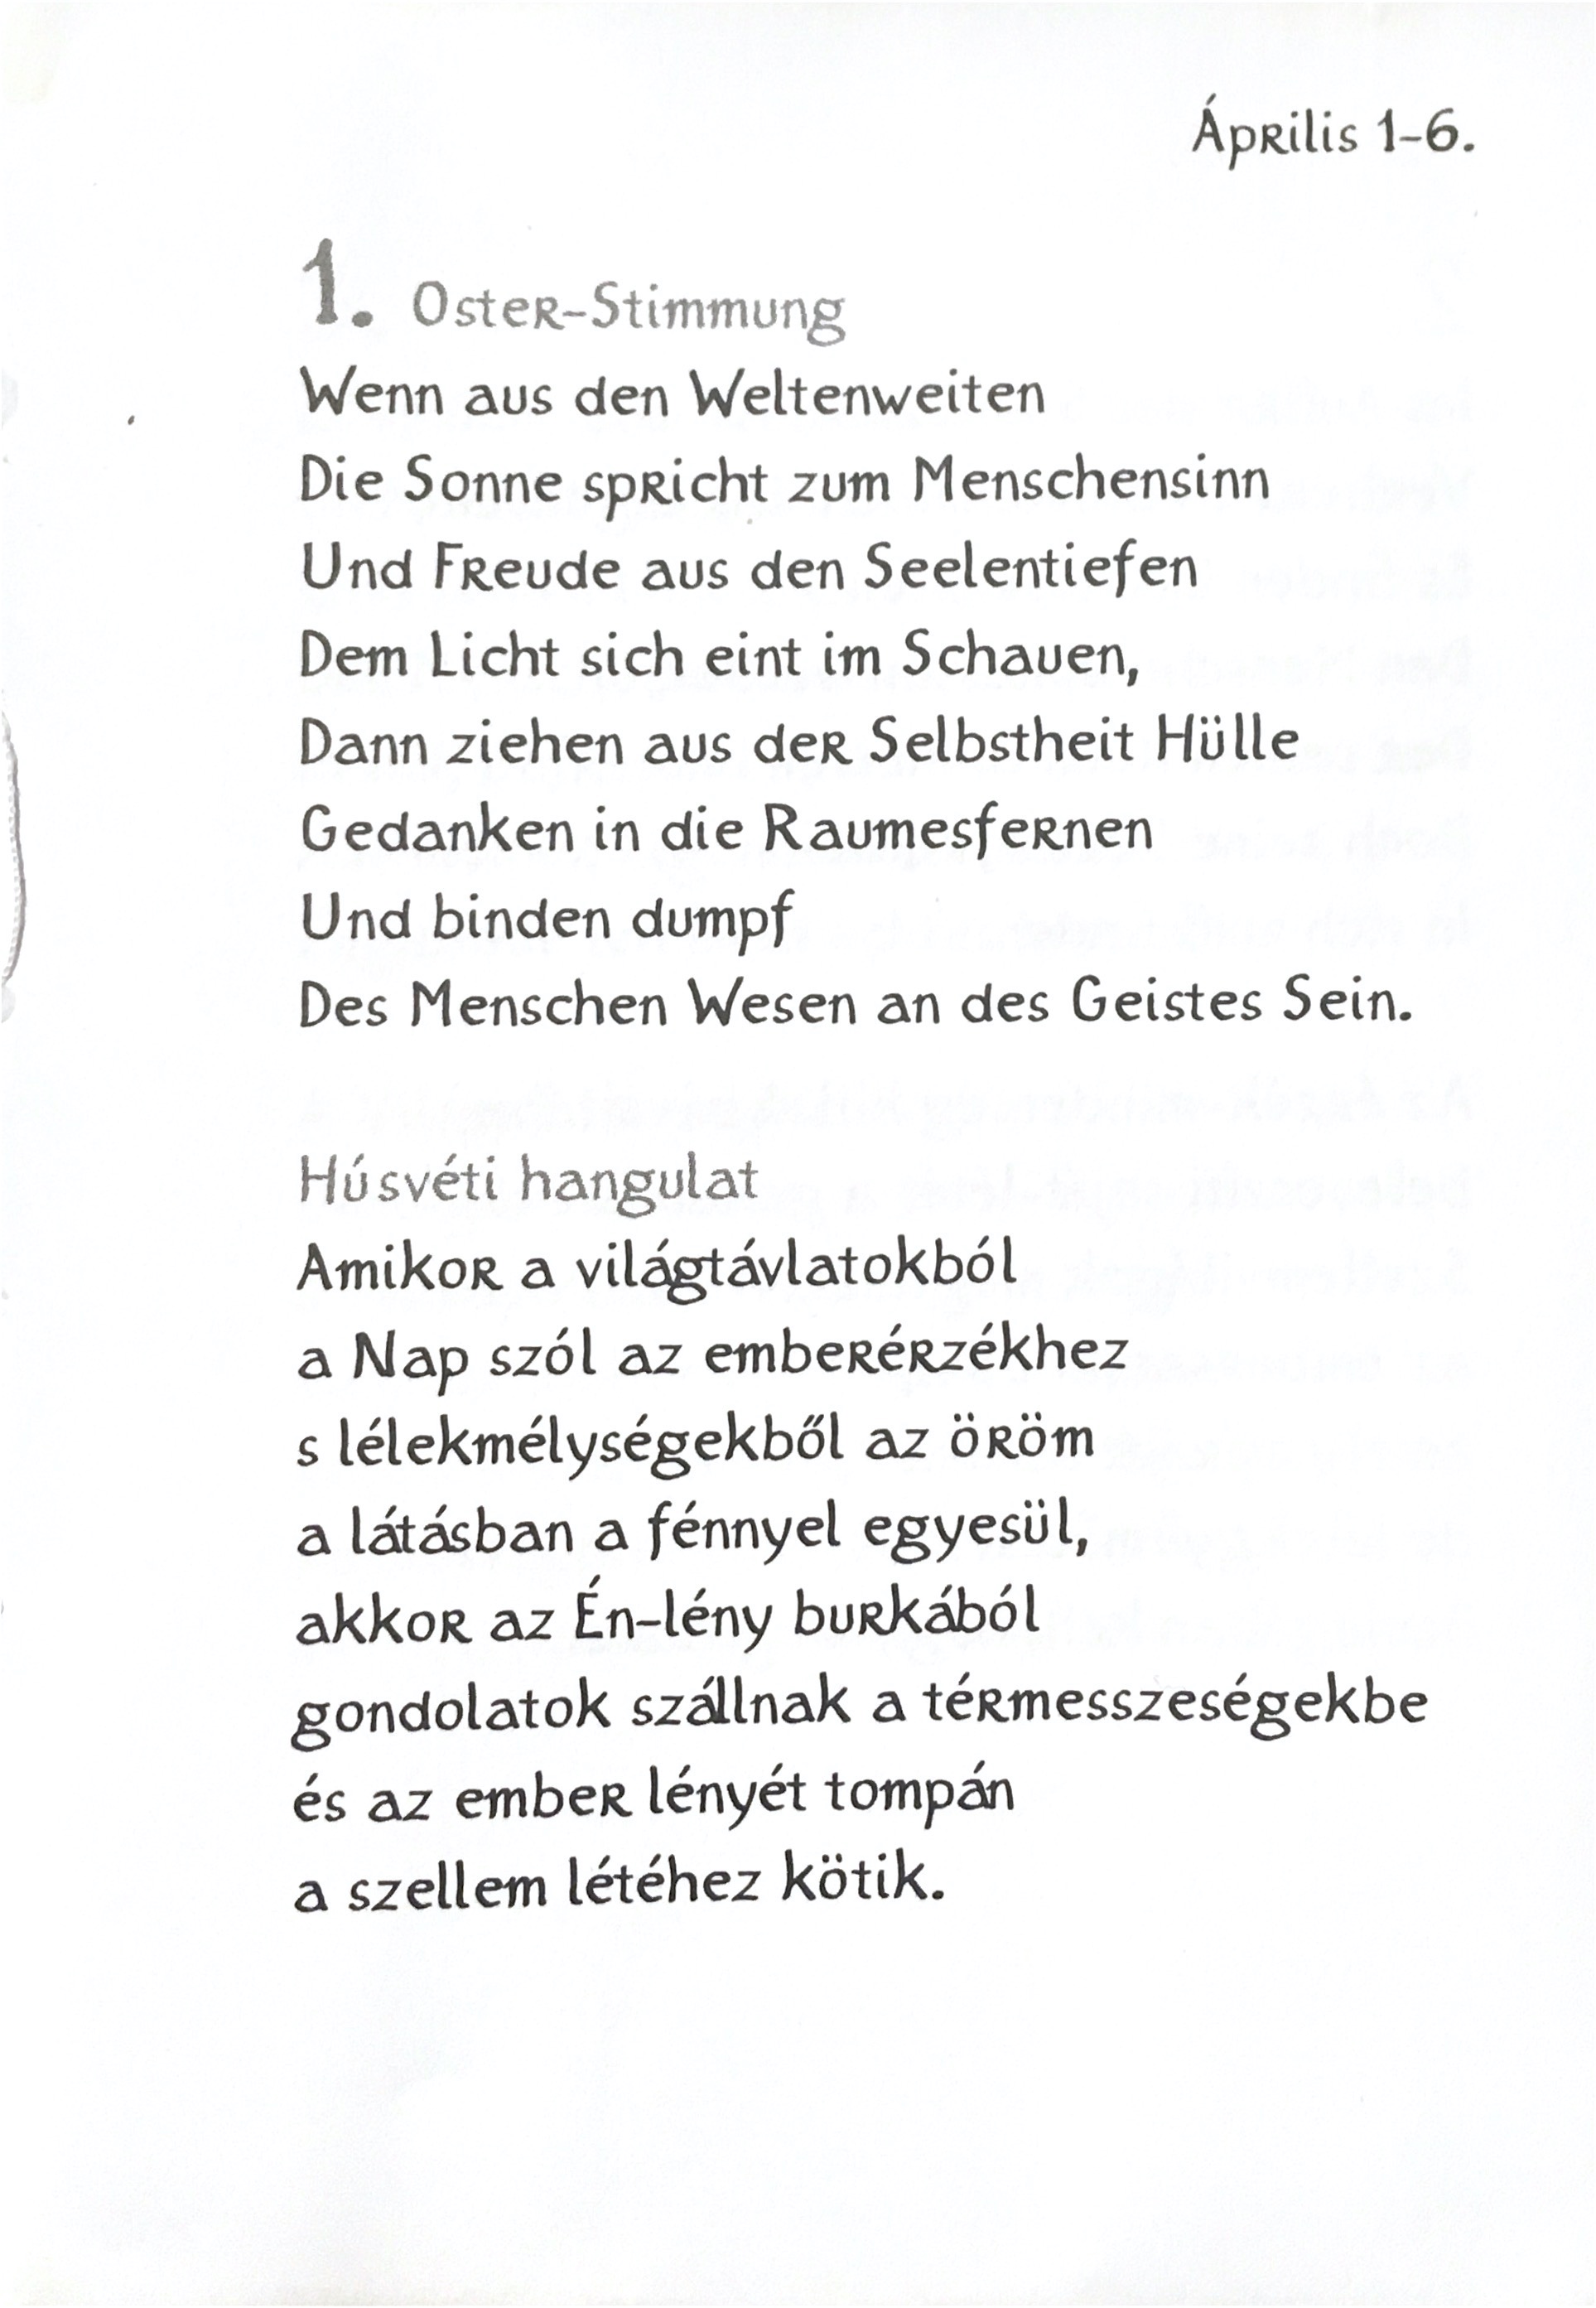 Április 1-6.
1. Oster-Stimmung
Wenn aus den Weltenweiten
Die Sonne spricht zum Menschensinn
Und Freude aus den Seelentiefen
Dem Licht sich eint im Schauen,
Dann ziehen aus der Selbstheit Hülle
Gedanken in die Raumesfernen
Und binden dumpf
Des Menschen Wesen an des Geistes Sein.
Húsvéti hangulat
Amikor a világtávlatokból
a Nap szól az emberérzékhez
s lélekmélységekből az öröm
a látásban a fénnyel egyesül,
akkor az Én-lény burkából
gondolatok szállnak a térmesszeségekbe
és az ember lényét tompán
a szellem létéhez kötik.